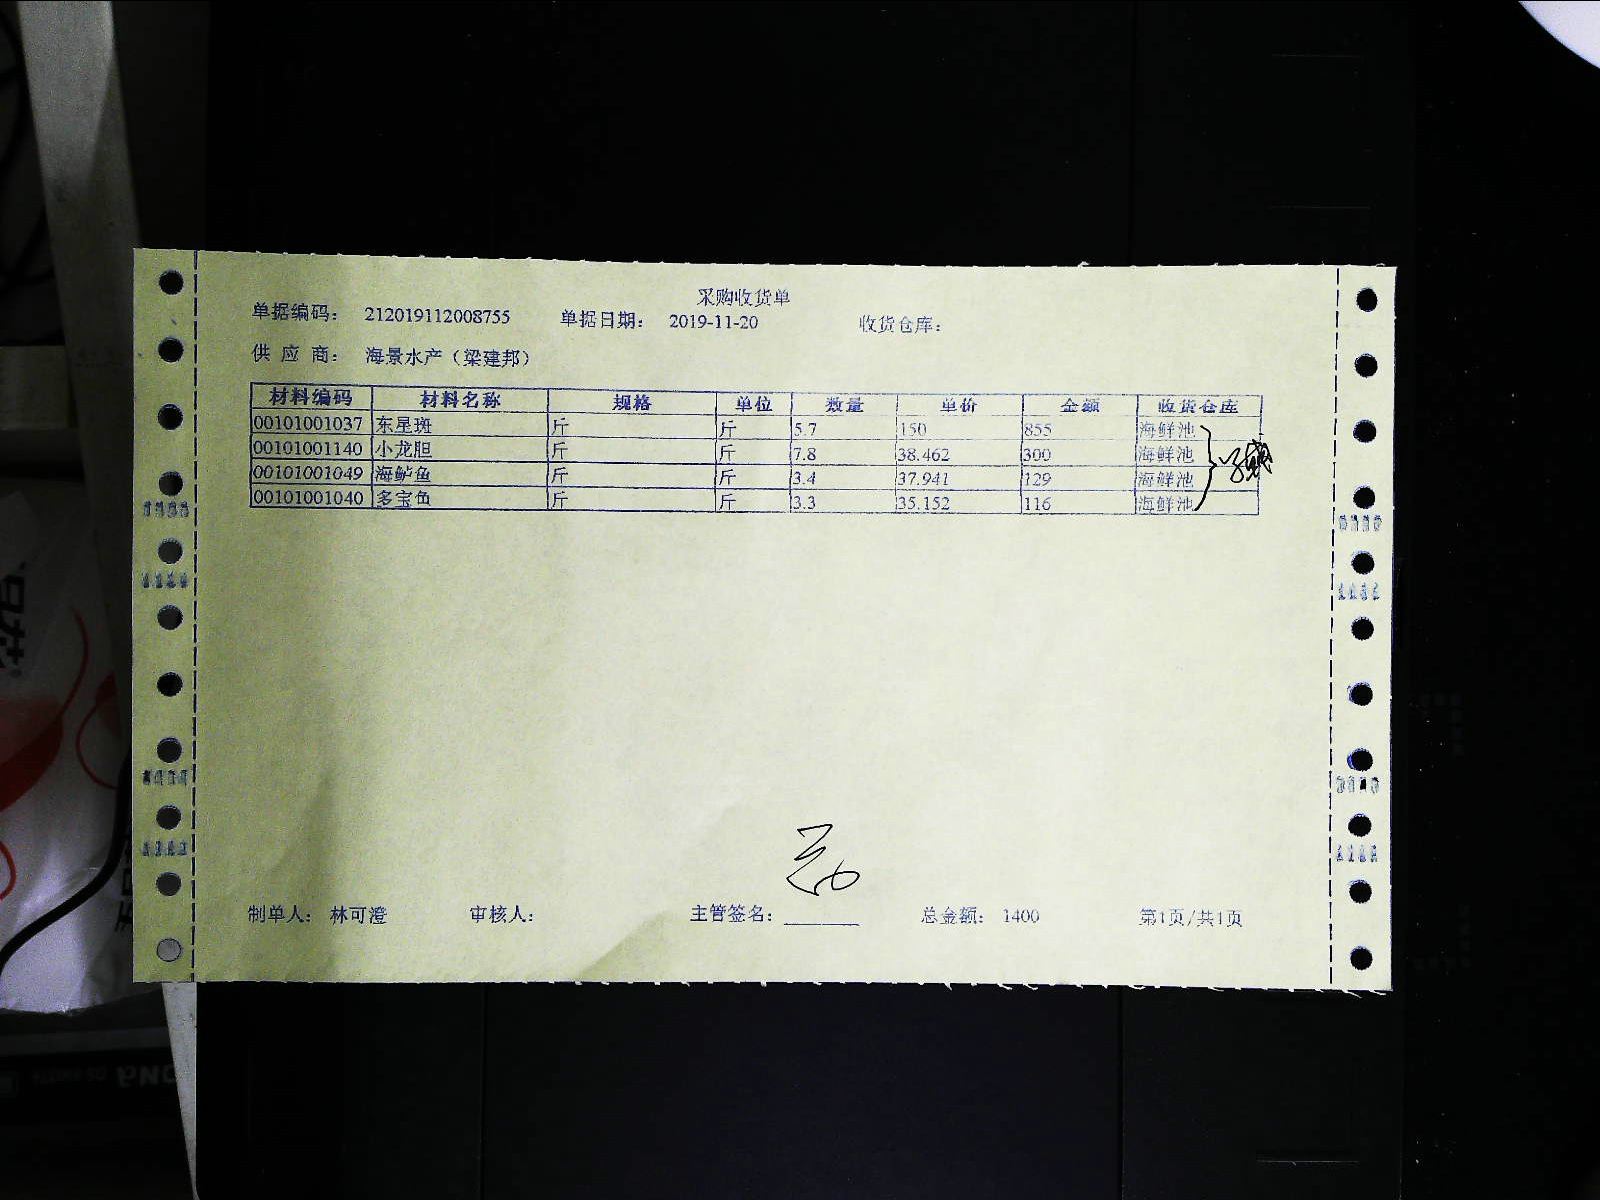 采购收货单
单据编码： 212019112008755 单据日期： 2019-11-20 收货仓库：
供 应 商： 海景水产（梁建邦）
材料编码 材料名称 规格 单位 数量 单价 金额 收货仓库
00101001037 东星斑 斤 斤 5.7 150 855 海鲜池
00101001140 小龙胆 斤 斤 7.8 38.462 300 海鲜池
00101001049 海鲈鱼 斤 斤 3.4 37.941 129 海鲜池
00101001040 多宝鱼 斤 斤 3.3 35.152 116 海鲜池
制单人： 林可澄 审核人： 主管签名： 总金额： 1400 第1页/共1页